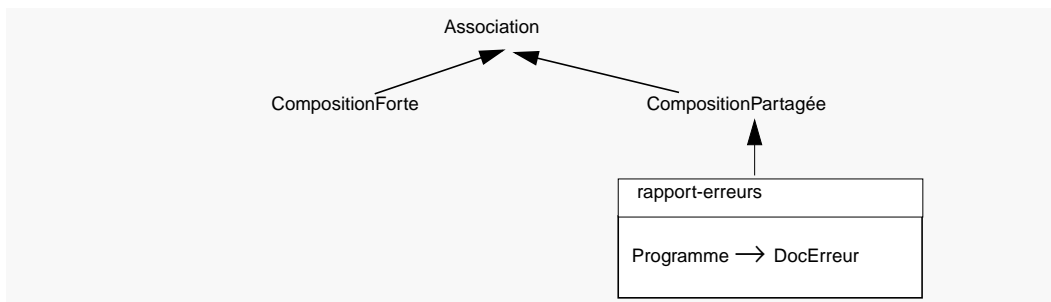 Association
CompositionForte CompositionPartagée
rapport-erreurs
Programme → DocErreur